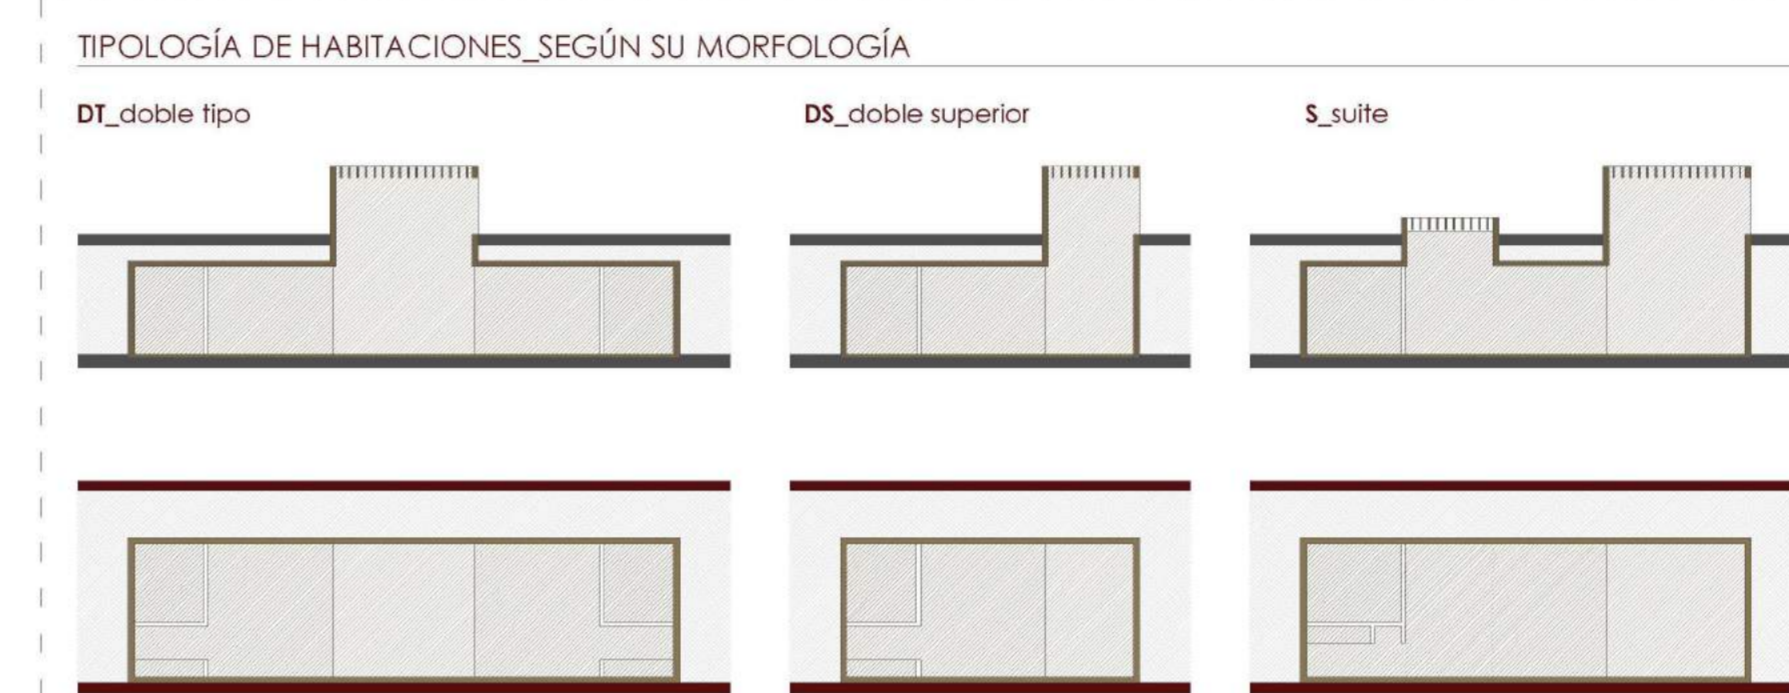 TIPOLOGÍA DE HABITACIONES_SEGÚN SU MORFOLOGÍA
DT_doble tipo
DS_doble superior
S_suite